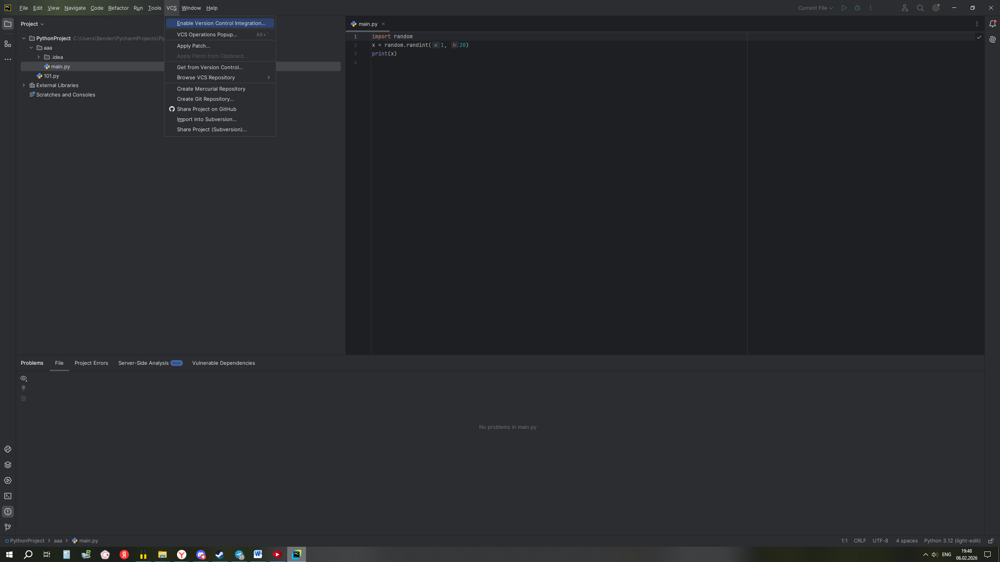 PC File Edit View Navigate Code Refactor Run Tools VCS Window Help Current File
Project
PythonProject C:\Users\Bender\PycharmProjects\Py
aaa
.idea
main.py
101.py
External Libraries
Scratches and Consoles
Enable Version Control Integration...
VCS Operations Popup... Alt+`
Apply Patch...
Apply Patch from Clipboard...
Get from Version Control...
Browse VCS Repository
Create Mercurial Repository
Create Git Repository...
Share Project on GitHub
Import into Subversion...
Share Project (Subversion)...
main.py
1 import random
2 x = random.randint( a: 1, b: 20)
3 print(x)
4
Problems File Project Errors Server-Side Analysis New Vulnerable Dependencies
No problems in main.py
PythonProject aaa main.py 1:1 CRLF UTF-8 4 spaces Python 3.12 (light-edit)
Я Y 35 W PC ENG
19:48
06.02.2026